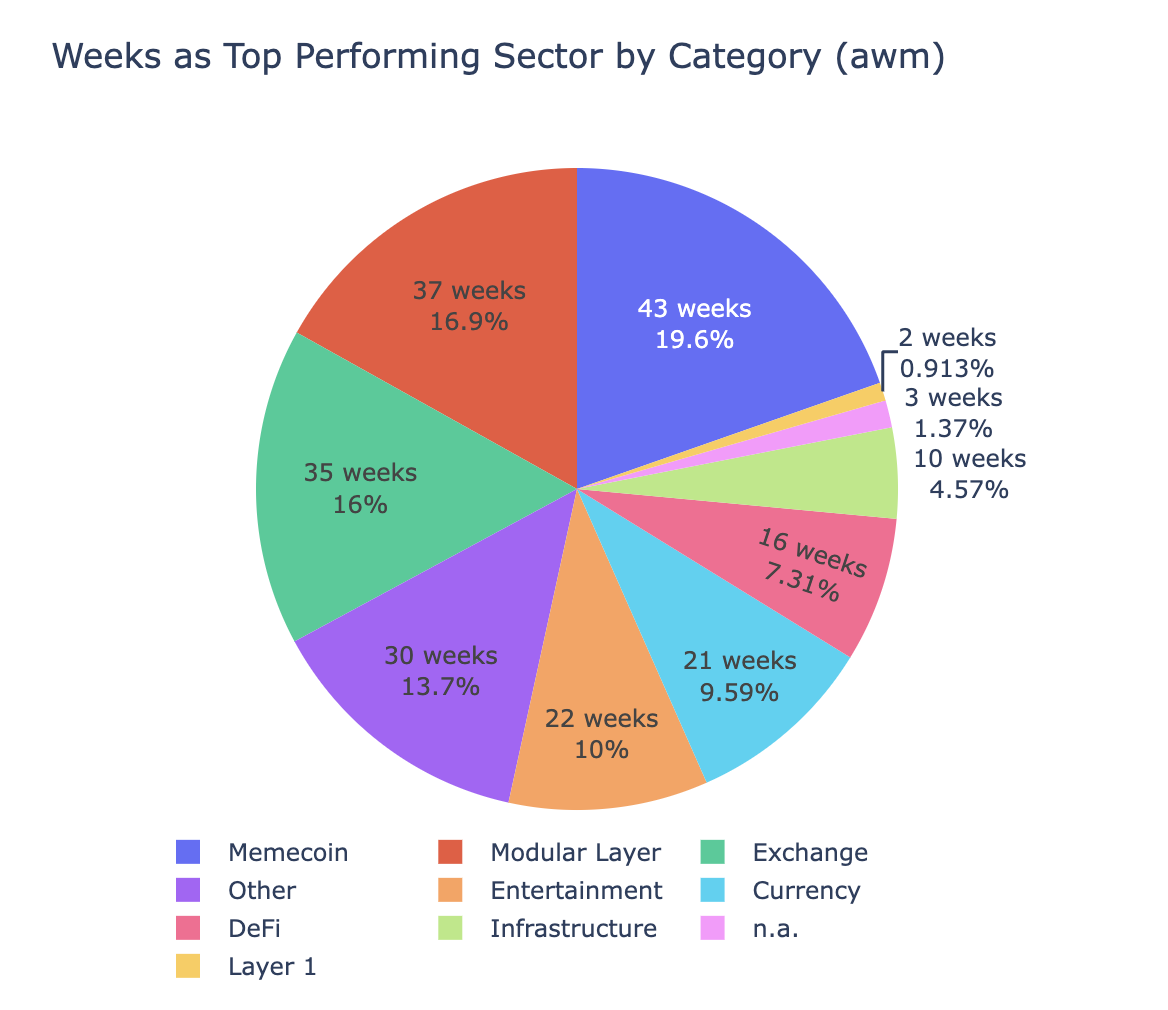 Weeks as Top Performing Sector by Category (awm)
37 weeks
16.9%
43 weeks
19.6%
2 weeks
0.913%
3 weeks
1.37%
10 weeks
4.57%
35 weeks
16%
16 weeks
7.31%
30 weeks
13.7%
21 weeks
9.59%
22 weeks
10%
Memecoin
Modular Layer
Exchange
Other
Entertainment
Currency
DeFi
Infrastructure
n.a.
Layer 1